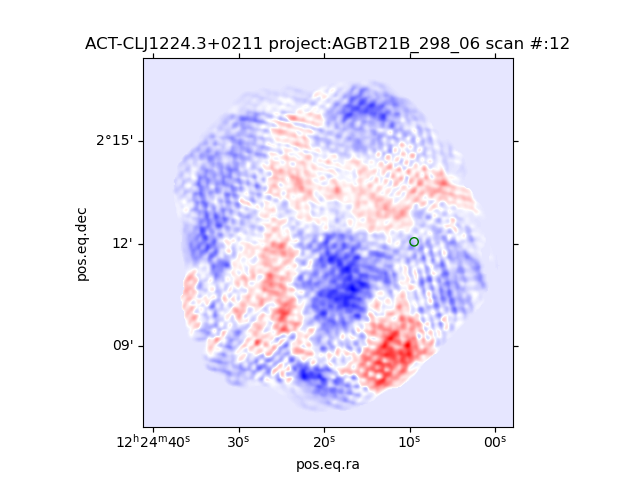 ACT-CLJ1224.3+0211 project:AGBT21B_298_06 scan #:12
pos.eq.dec
2°15'
12'
09'
12ʰ24ᵐ40ˢ 30ˢ 20ˢ 10ˢ 00ˢ
pos.eq.ra